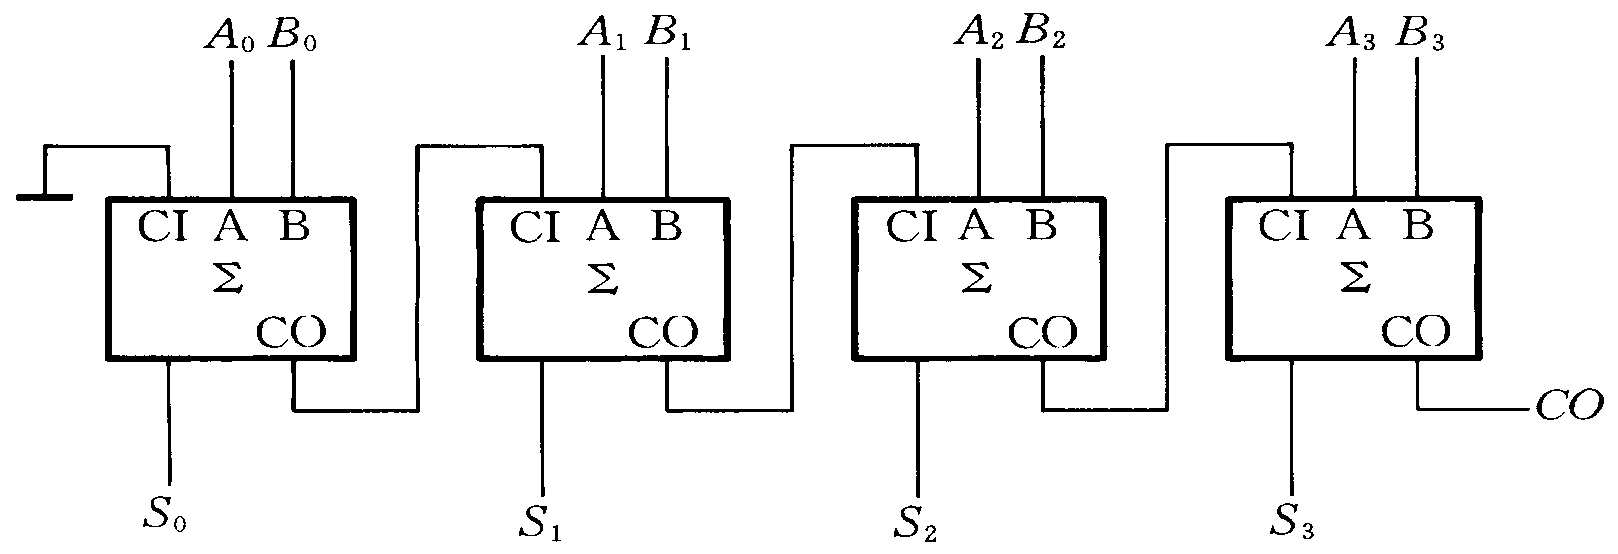 A₀ B₀ A₁ B₁ A₂ B₂ A₃ B₃
CI A B CI A B CI A B CI A B
Σ Σ Σ Σ
CO CO CO CO
CO
S₀ S₁ S₂ S₃